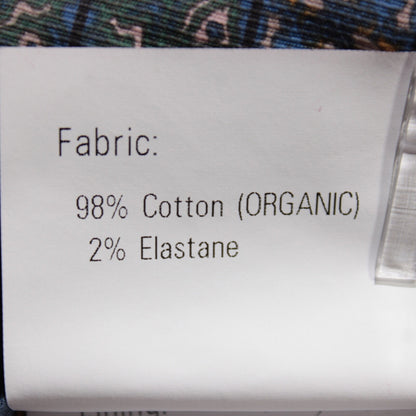 Fabric:
98% Cotton (ORGANIC)
2% Elastane